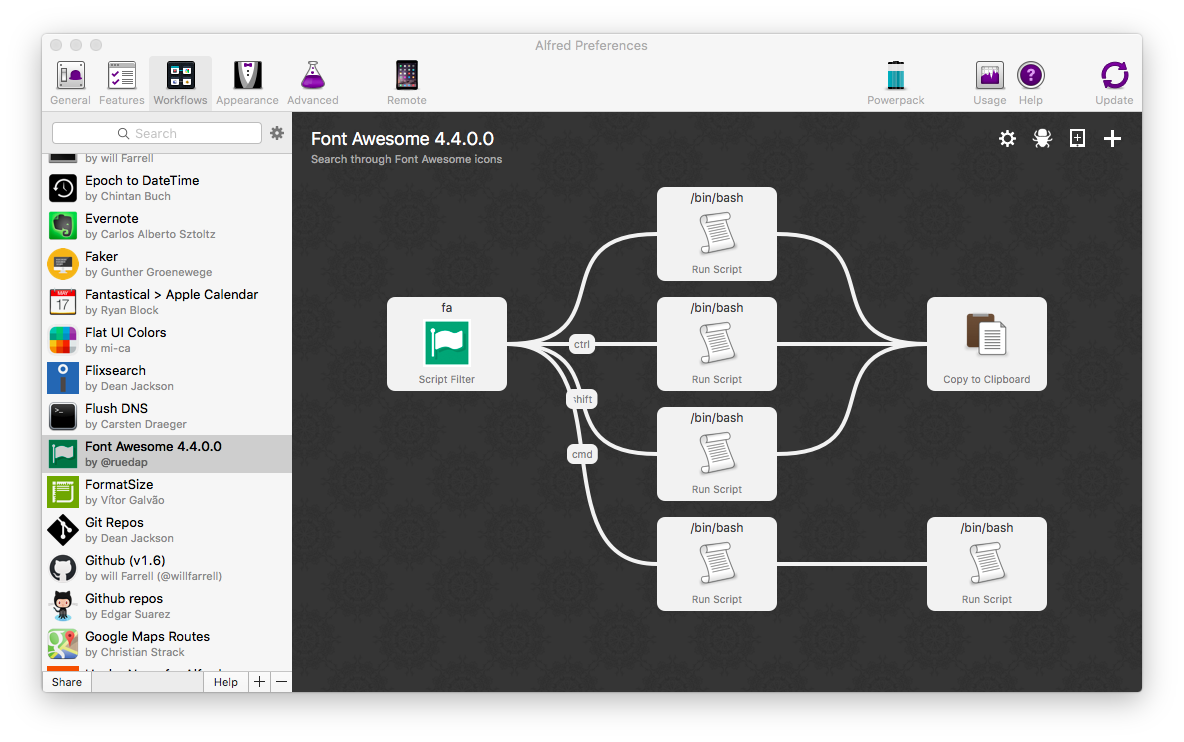 Alfred Preferences
General
Features
Workflows
Appearance
Advanced
Remote
Powerpack
Usage
Help
Update
Search
by will Farrell
Epoch to DateTime
by Chintan Buch
Evernote
by Carlos Alberto Sztoltz
Faker
by Gunther Groenewege
MAY
17
Fantastical > Apple Calendar
by Ryan Block
Flat UI Colors
by mi-ca
Flixsearch
by Dean Jackson
Flush DNS
by Carsten Draeger
Font Awesome 4.4.0.0
by @ruedap
FormatSize
by Vítor Galvão
Git Repos
by Dean Jackson
Github (v1.6)
by will Farrell (@willfarrell)
Github repos
by Edgar Suarez
Google Maps Routes
by Christian Strack
Share
Help
Font Awesome 4.4.0.0
Search through Font Awesome icons
fa
Script Filter
ctrl
shift
cmd
/bin/bash
Run Script
/bin/bash
Run Script
/bin/bash
Run Script
/bin/bash
Run Script
Copy to Clipboard
/bin/bash
Run Script